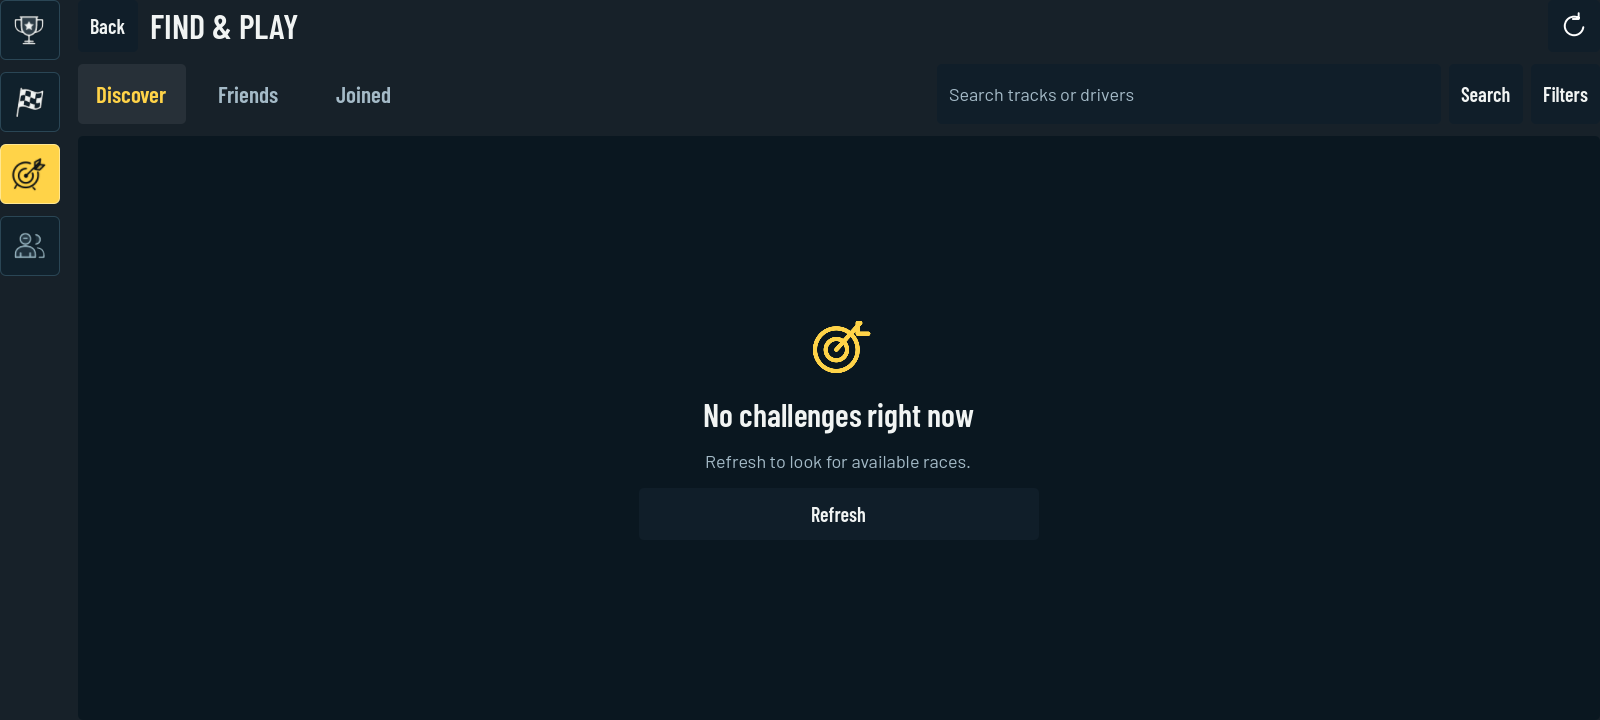 Back
FIND & PLAY
Discover
Friends
Joined
Search tracks or drivers
Search
Filters
No challenges right now
Refresh to look for available races.
Refresh